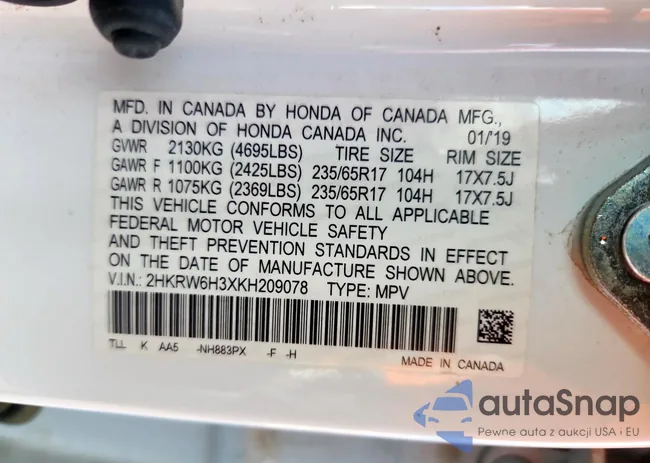 MFD. IN CANADA BY HONDA OF CANADA MFG.,
A DIVISION OF HONDA CANADA INC. 01/'19
GVWR 2130KG (4695LBS) TIRE SIZE RIM SIZE
GAWR F 1100KG (2425LBS) 235/65R17 104H 17X7.5J
GAWR R 1075KG (2369LBS) 235/65R17 104H 17X7.5J
THIS VEHICLE CONFORMS TO ALL APPLICABLE
FEDERAL MOTOR VEHICLE SAFETY
AND THEFT PREVENTION STANDARDS IN EFFECT
ON THE DATE OF MANUFACTURE SHOWN ABOVE.
V.I.N.: 2HKRW6H3XKH209078 TYPE: MPV
TLL K AA5 -NH883PX -F -H
MADE IN CANADA
autaSnap
Pewne auta z aukcji USA i EU